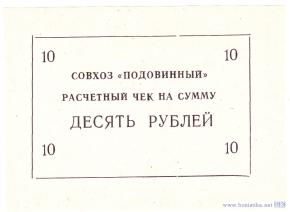 10 10
СОВХОЗ «ПОДОВИННЫЙ»
РАСЧЕТНЫЙ ЧЕК НА СУММУ
ДЕСЯТЬ РУБЛЕЙ
10 10
www.bonistika.net